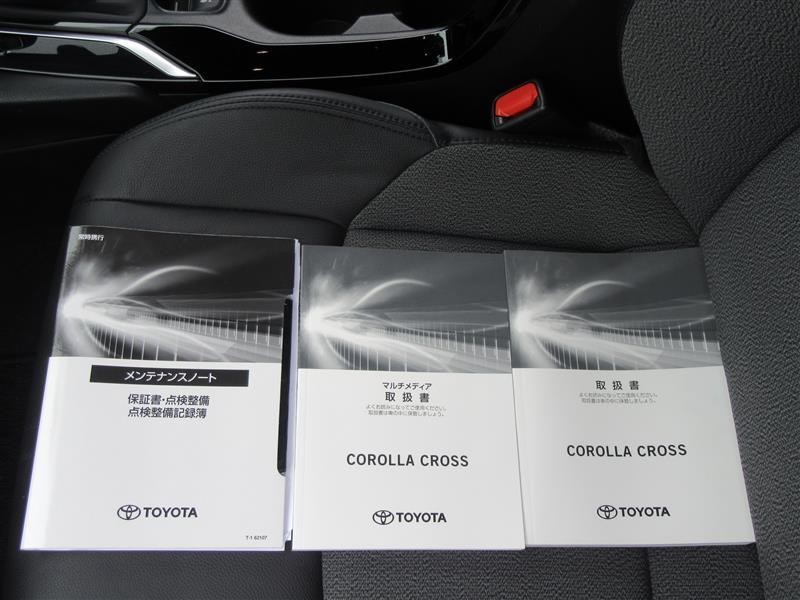 常時携行
メンテナンスノート
保証書・点検整備
点検整備記録簿
TOYOTA
T-1 62107
マルチメディア
取扱書
よくお読みになってご使用ください。
取扱書は車の中に保管しましょう。
COROLLA CROSS
TOYOTA
取扱書
よくお読みになってご使用ください。
取扱書は車の中に保管しましょう。
COROLLA CROSS
TOYOTA